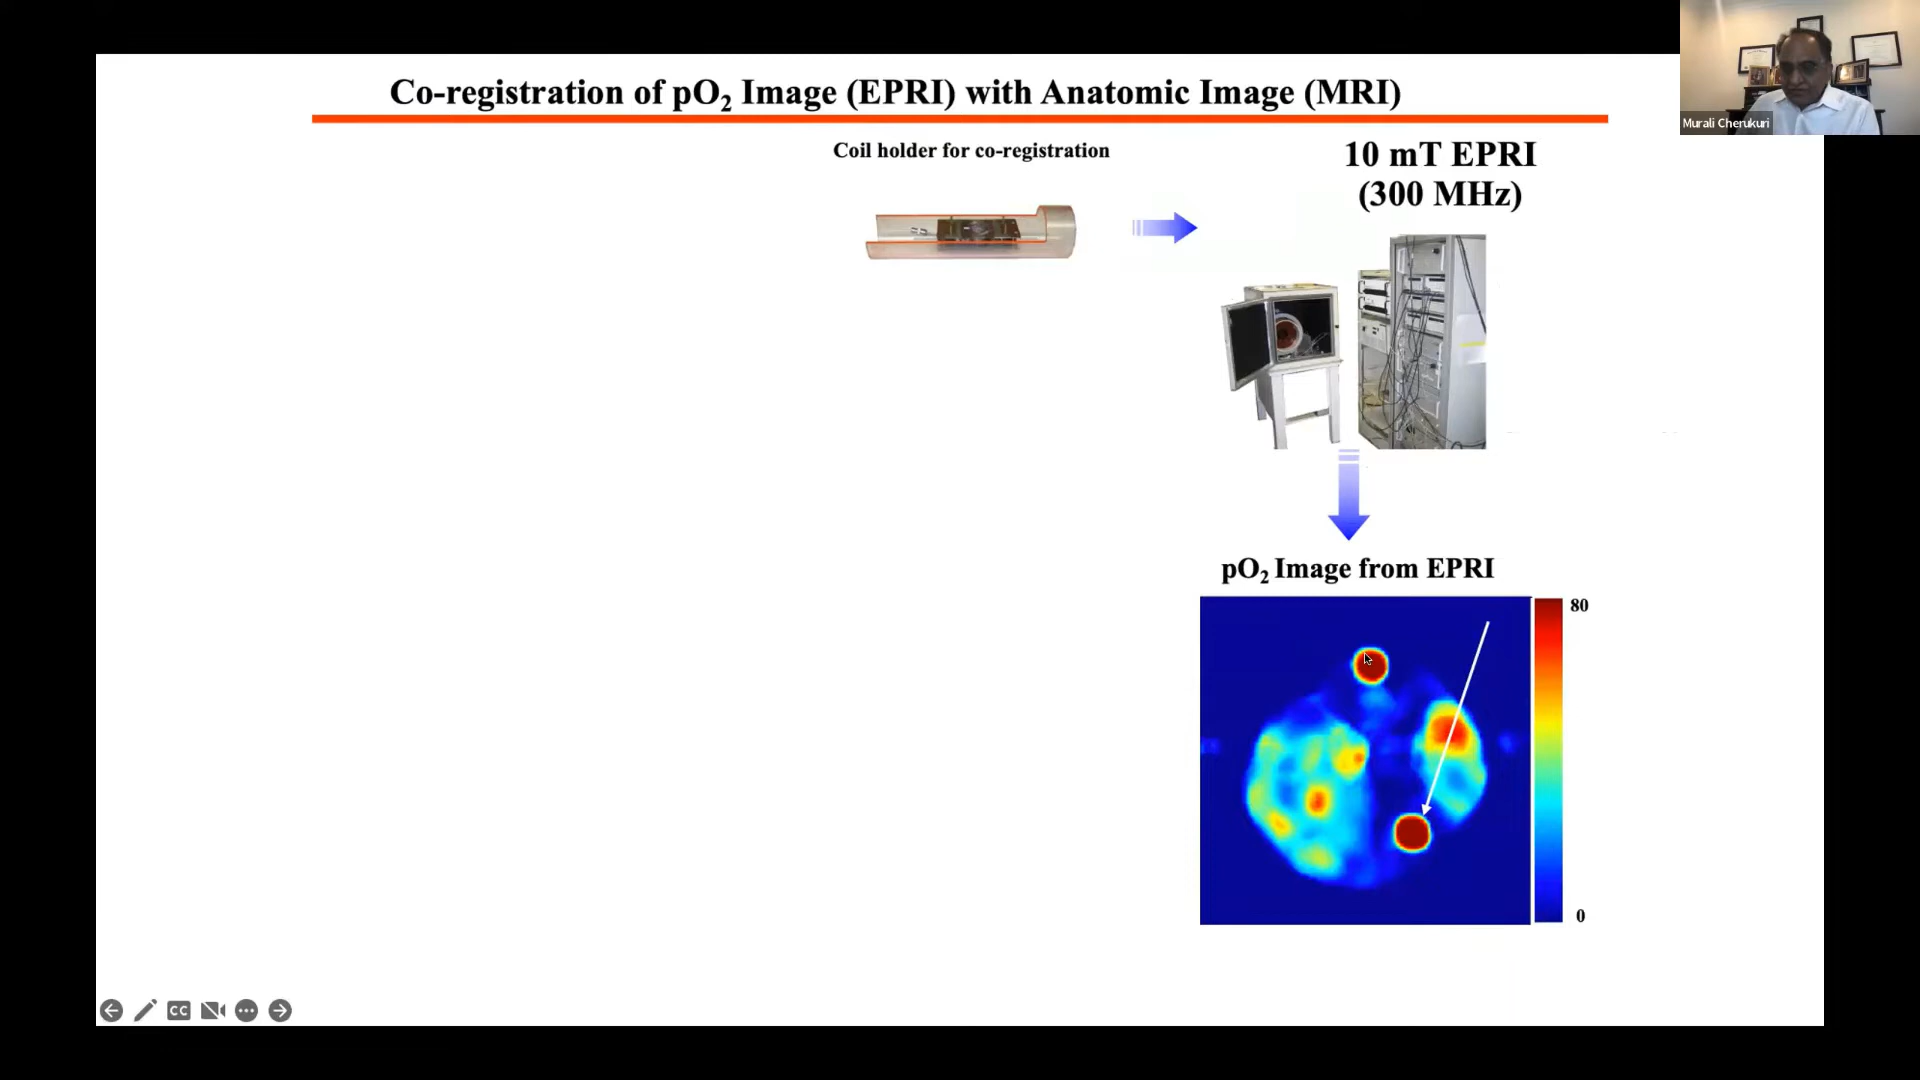 Co-registration of pO₂ Image (EPRI) with Anatomic Image (MRI)
Murali Cherukuri
Coil holder for co-registration
10 mT EPRI
(300 MHz)
pO₂ Image from EPRI
80
0
CC